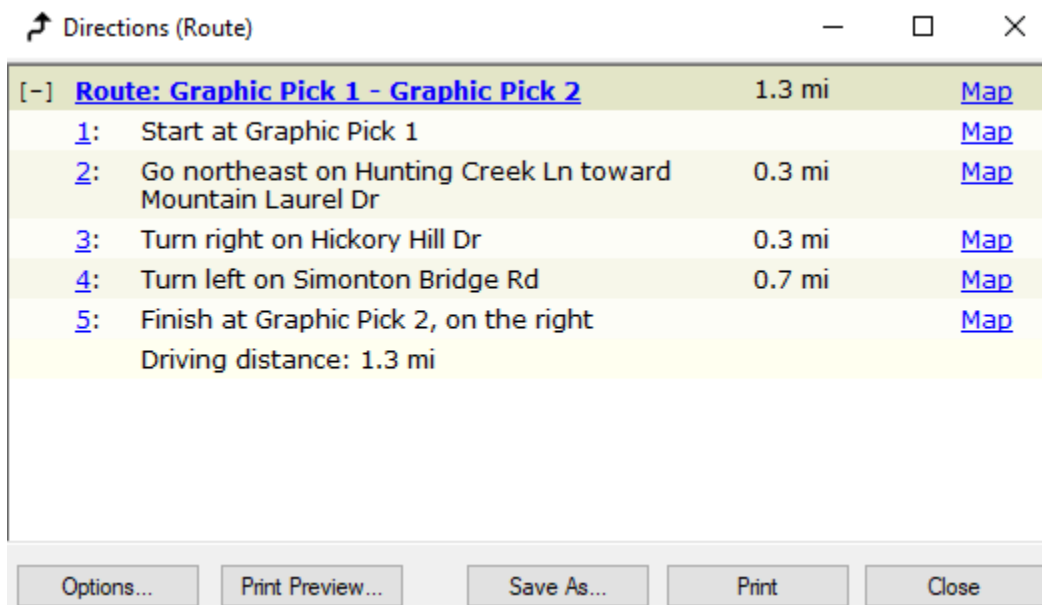 Directions (Route)
[-] Route: Graphic Pick 1 - Graphic Pick 2 1.3 mi Map
1: Start at Graphic Pick 1 Map
2: Go northeast on Hunting Creek Ln toward 0.3 mi Map
Mountain Laurel Dr
3: Turn right on Hickory Hill Dr 0.3 mi Map
4: Turn left on Simonton Bridge Rd 0.7 mi Map
5: Finish at Graphic Pick 2, on the right Map
Driving distance: 1.3 mi
Options... Print Preview... Save As... Print Close